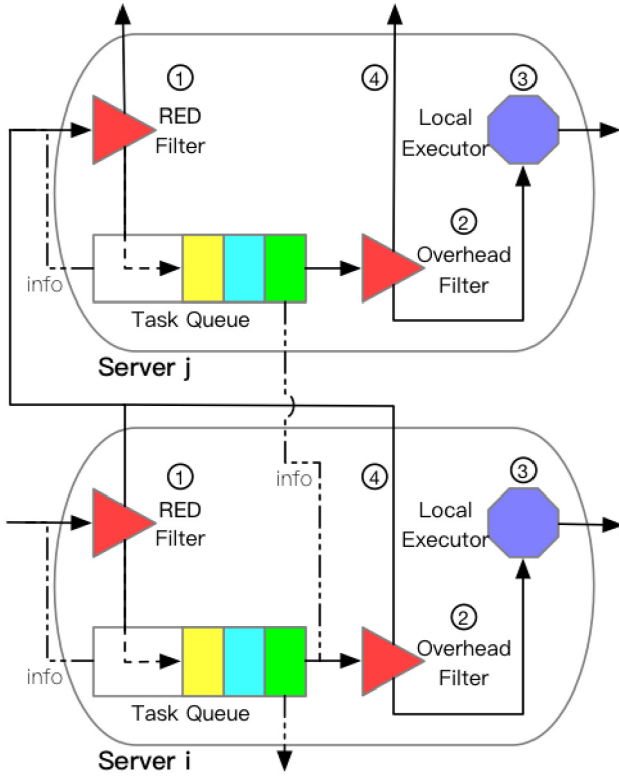 ① ④ ③
RED
Filter
Local
Executor
②
Overhead
Filter
info
Task Queue
Server j
① ④ ③
RED
Filter
info
Local
Executor
②
Overhead
Filter
info
Task Queue
Server i